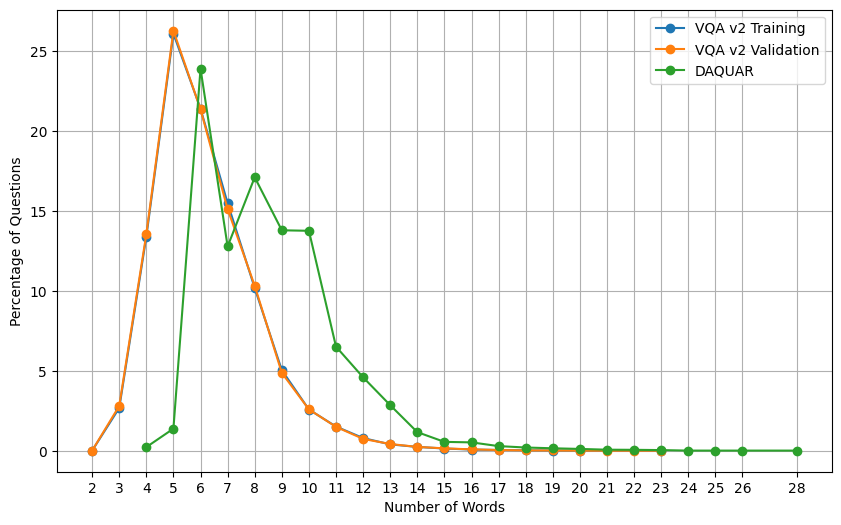 VQA v2 Training
VQA v2 Validation
DAQUAR
Percentage of Questions
25
20
15
10
5
0
2 3 4 5 6 7 8 9 10 11 12 13 14 15 16 17 18 19 20 21 22 23 24 25 26 28
Number of Words